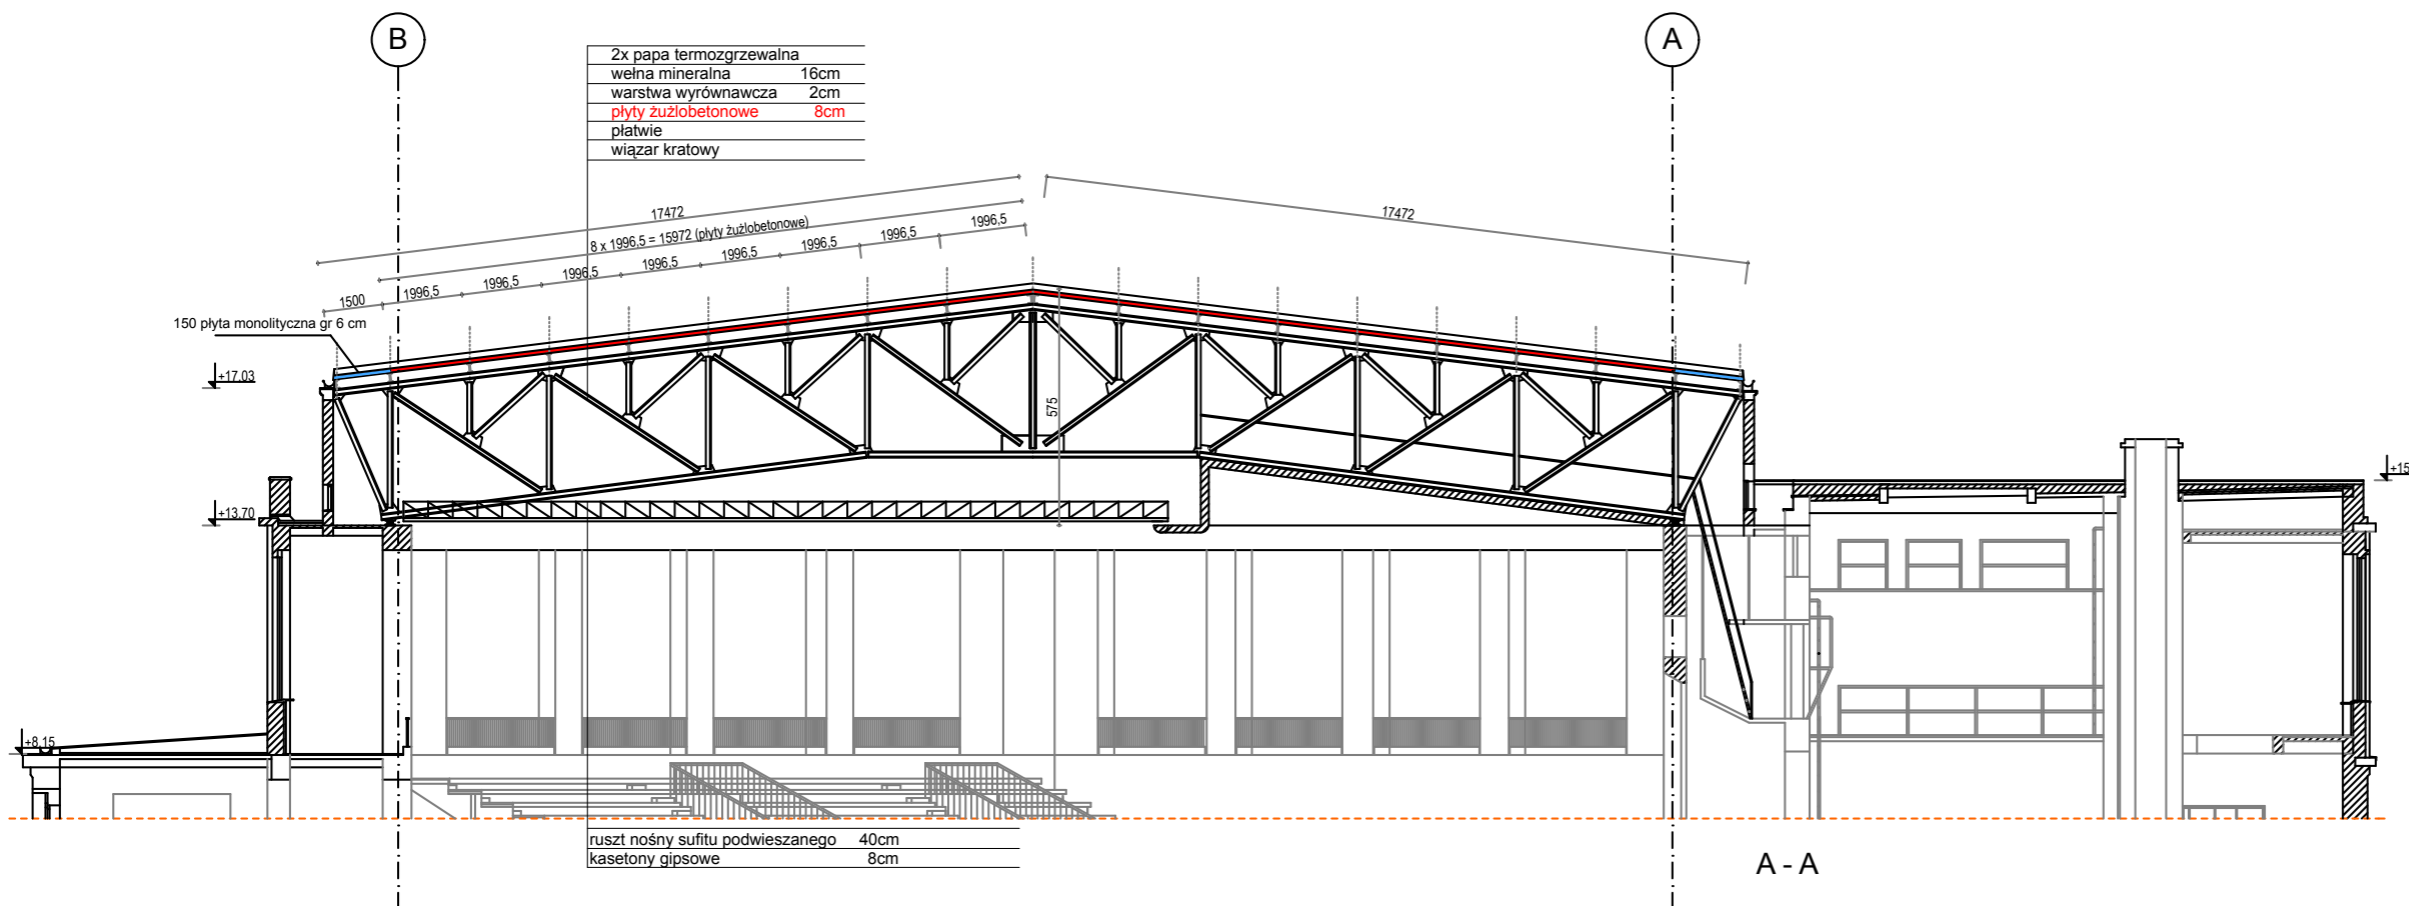 B
A
2x papa termozgrzewalna
wełna mineralna 16cm
warstwa wyrównawcza 2cm
płyty żużlobetonowe 8cm
płatwie
wiązar kratowy
17472
17472
8 x 1996,5 = 15972 (płyty żużlobetonowe)
1500
1996,5
1996,5
1996,5
1996,5
1996,5
1996,5
1996,5
1996,5
150 płyta monolityczna gr 6 cm
+17.03
575
+15
+13.70
+8.15
ruszt nośny sufitu podwieszanego 40cm
kasetony gipsowe 8cm
A - A